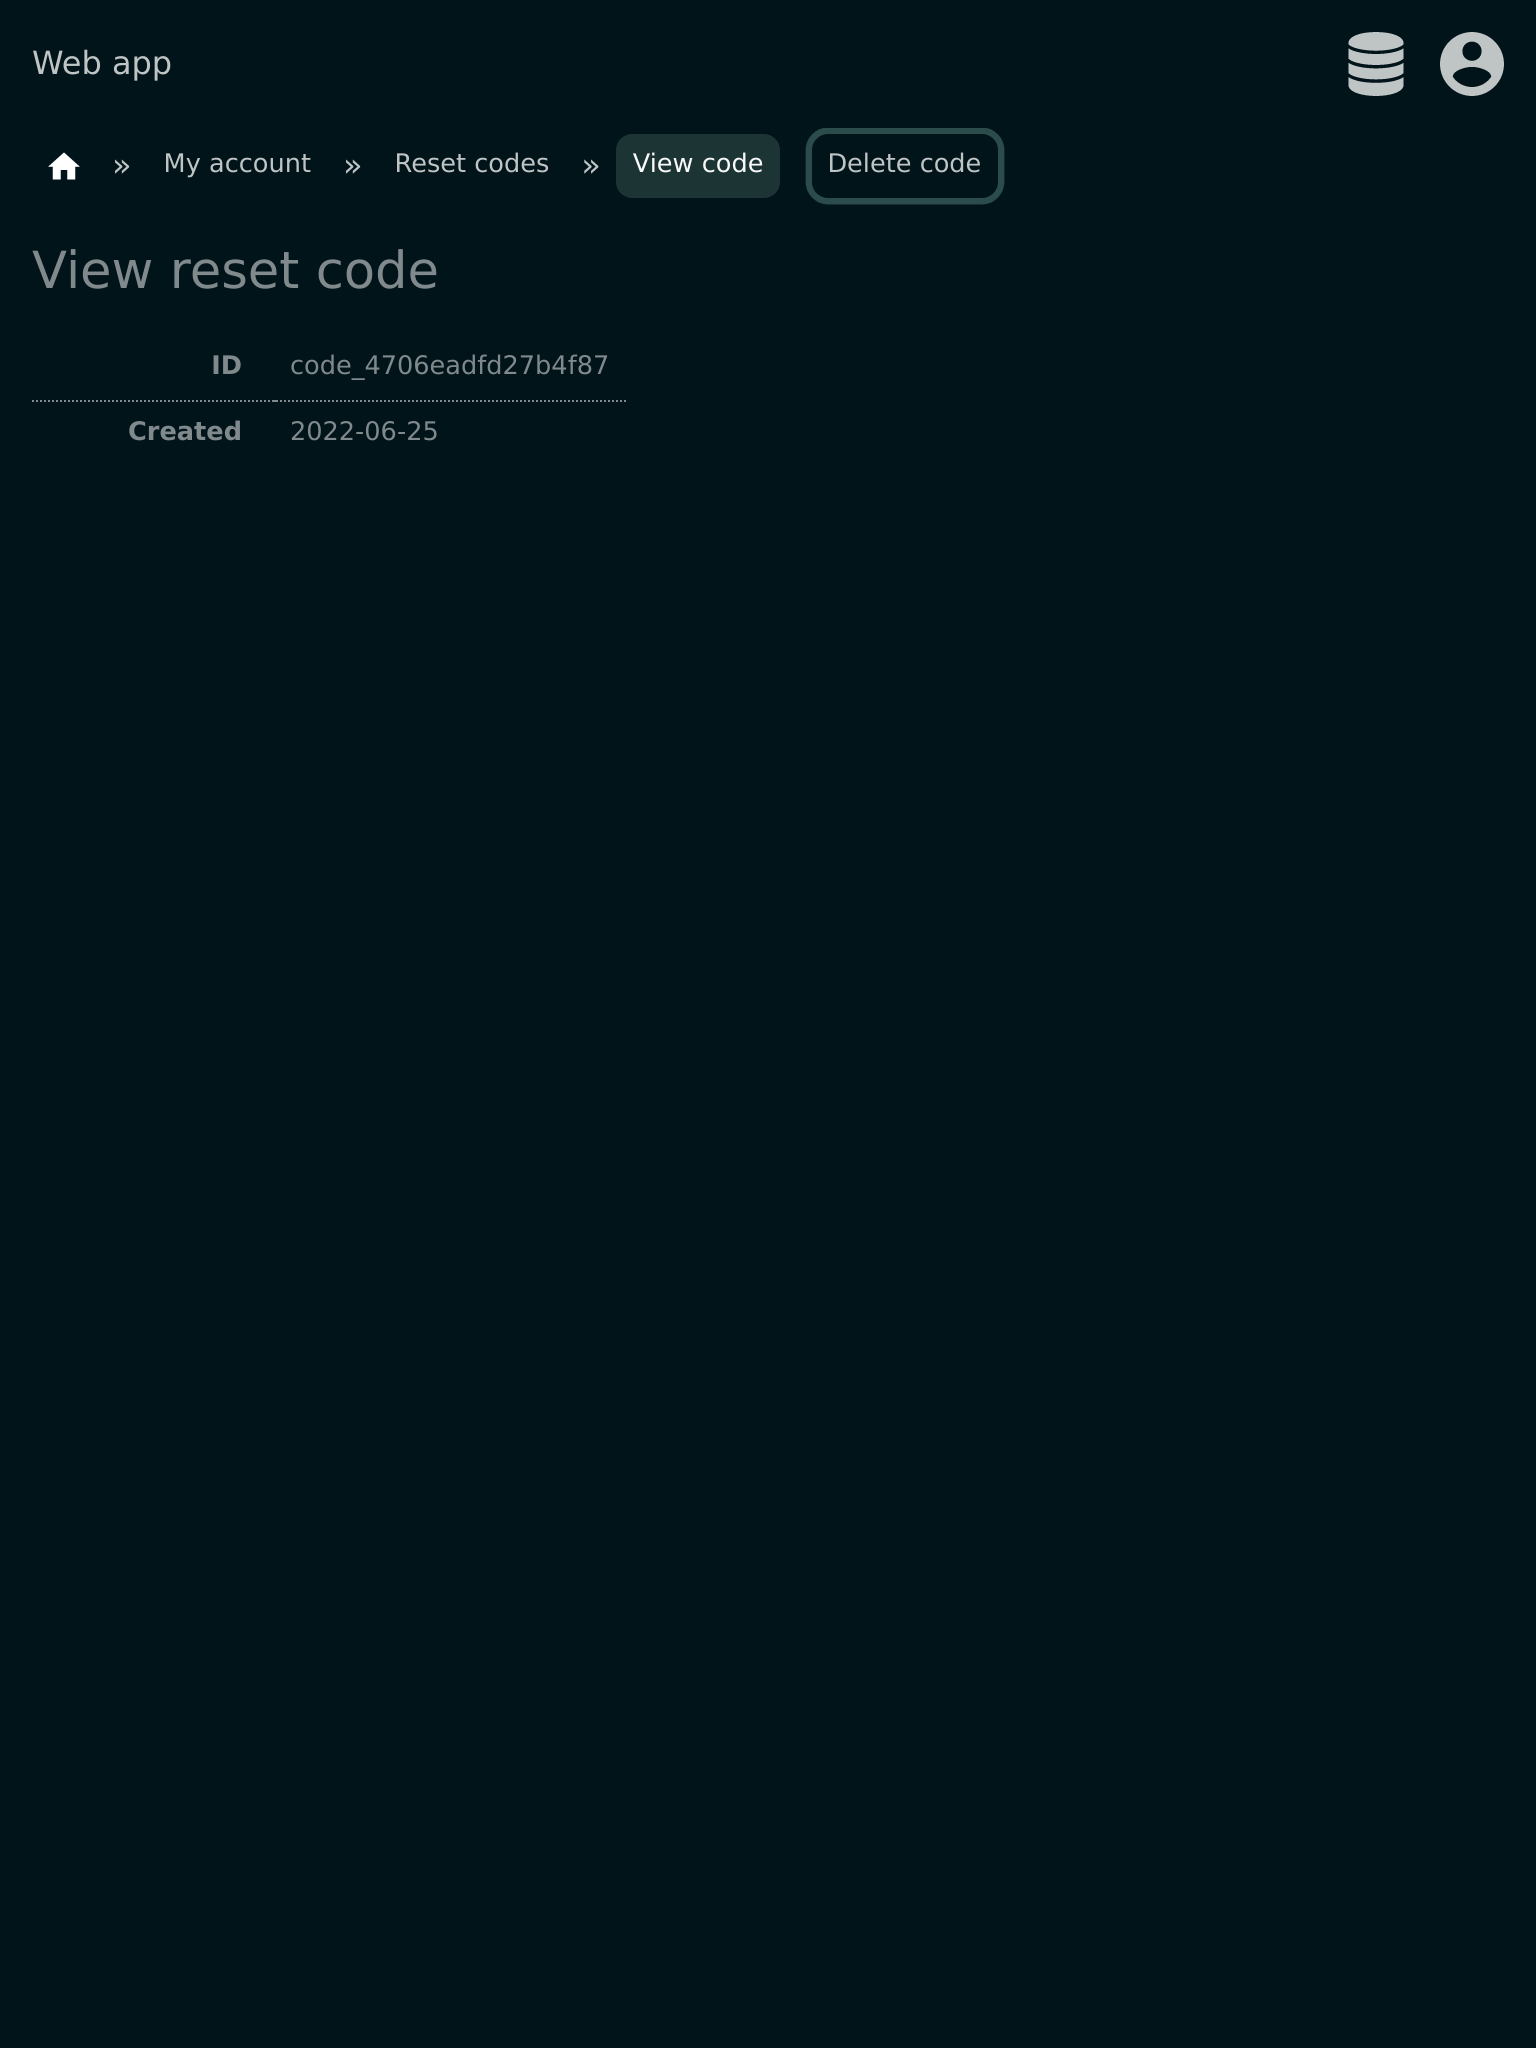 Web app
» My account » Reset codes » View code Delete code
View reset code
ID code_4706eadfd27b4f87
Created 2022-06-25